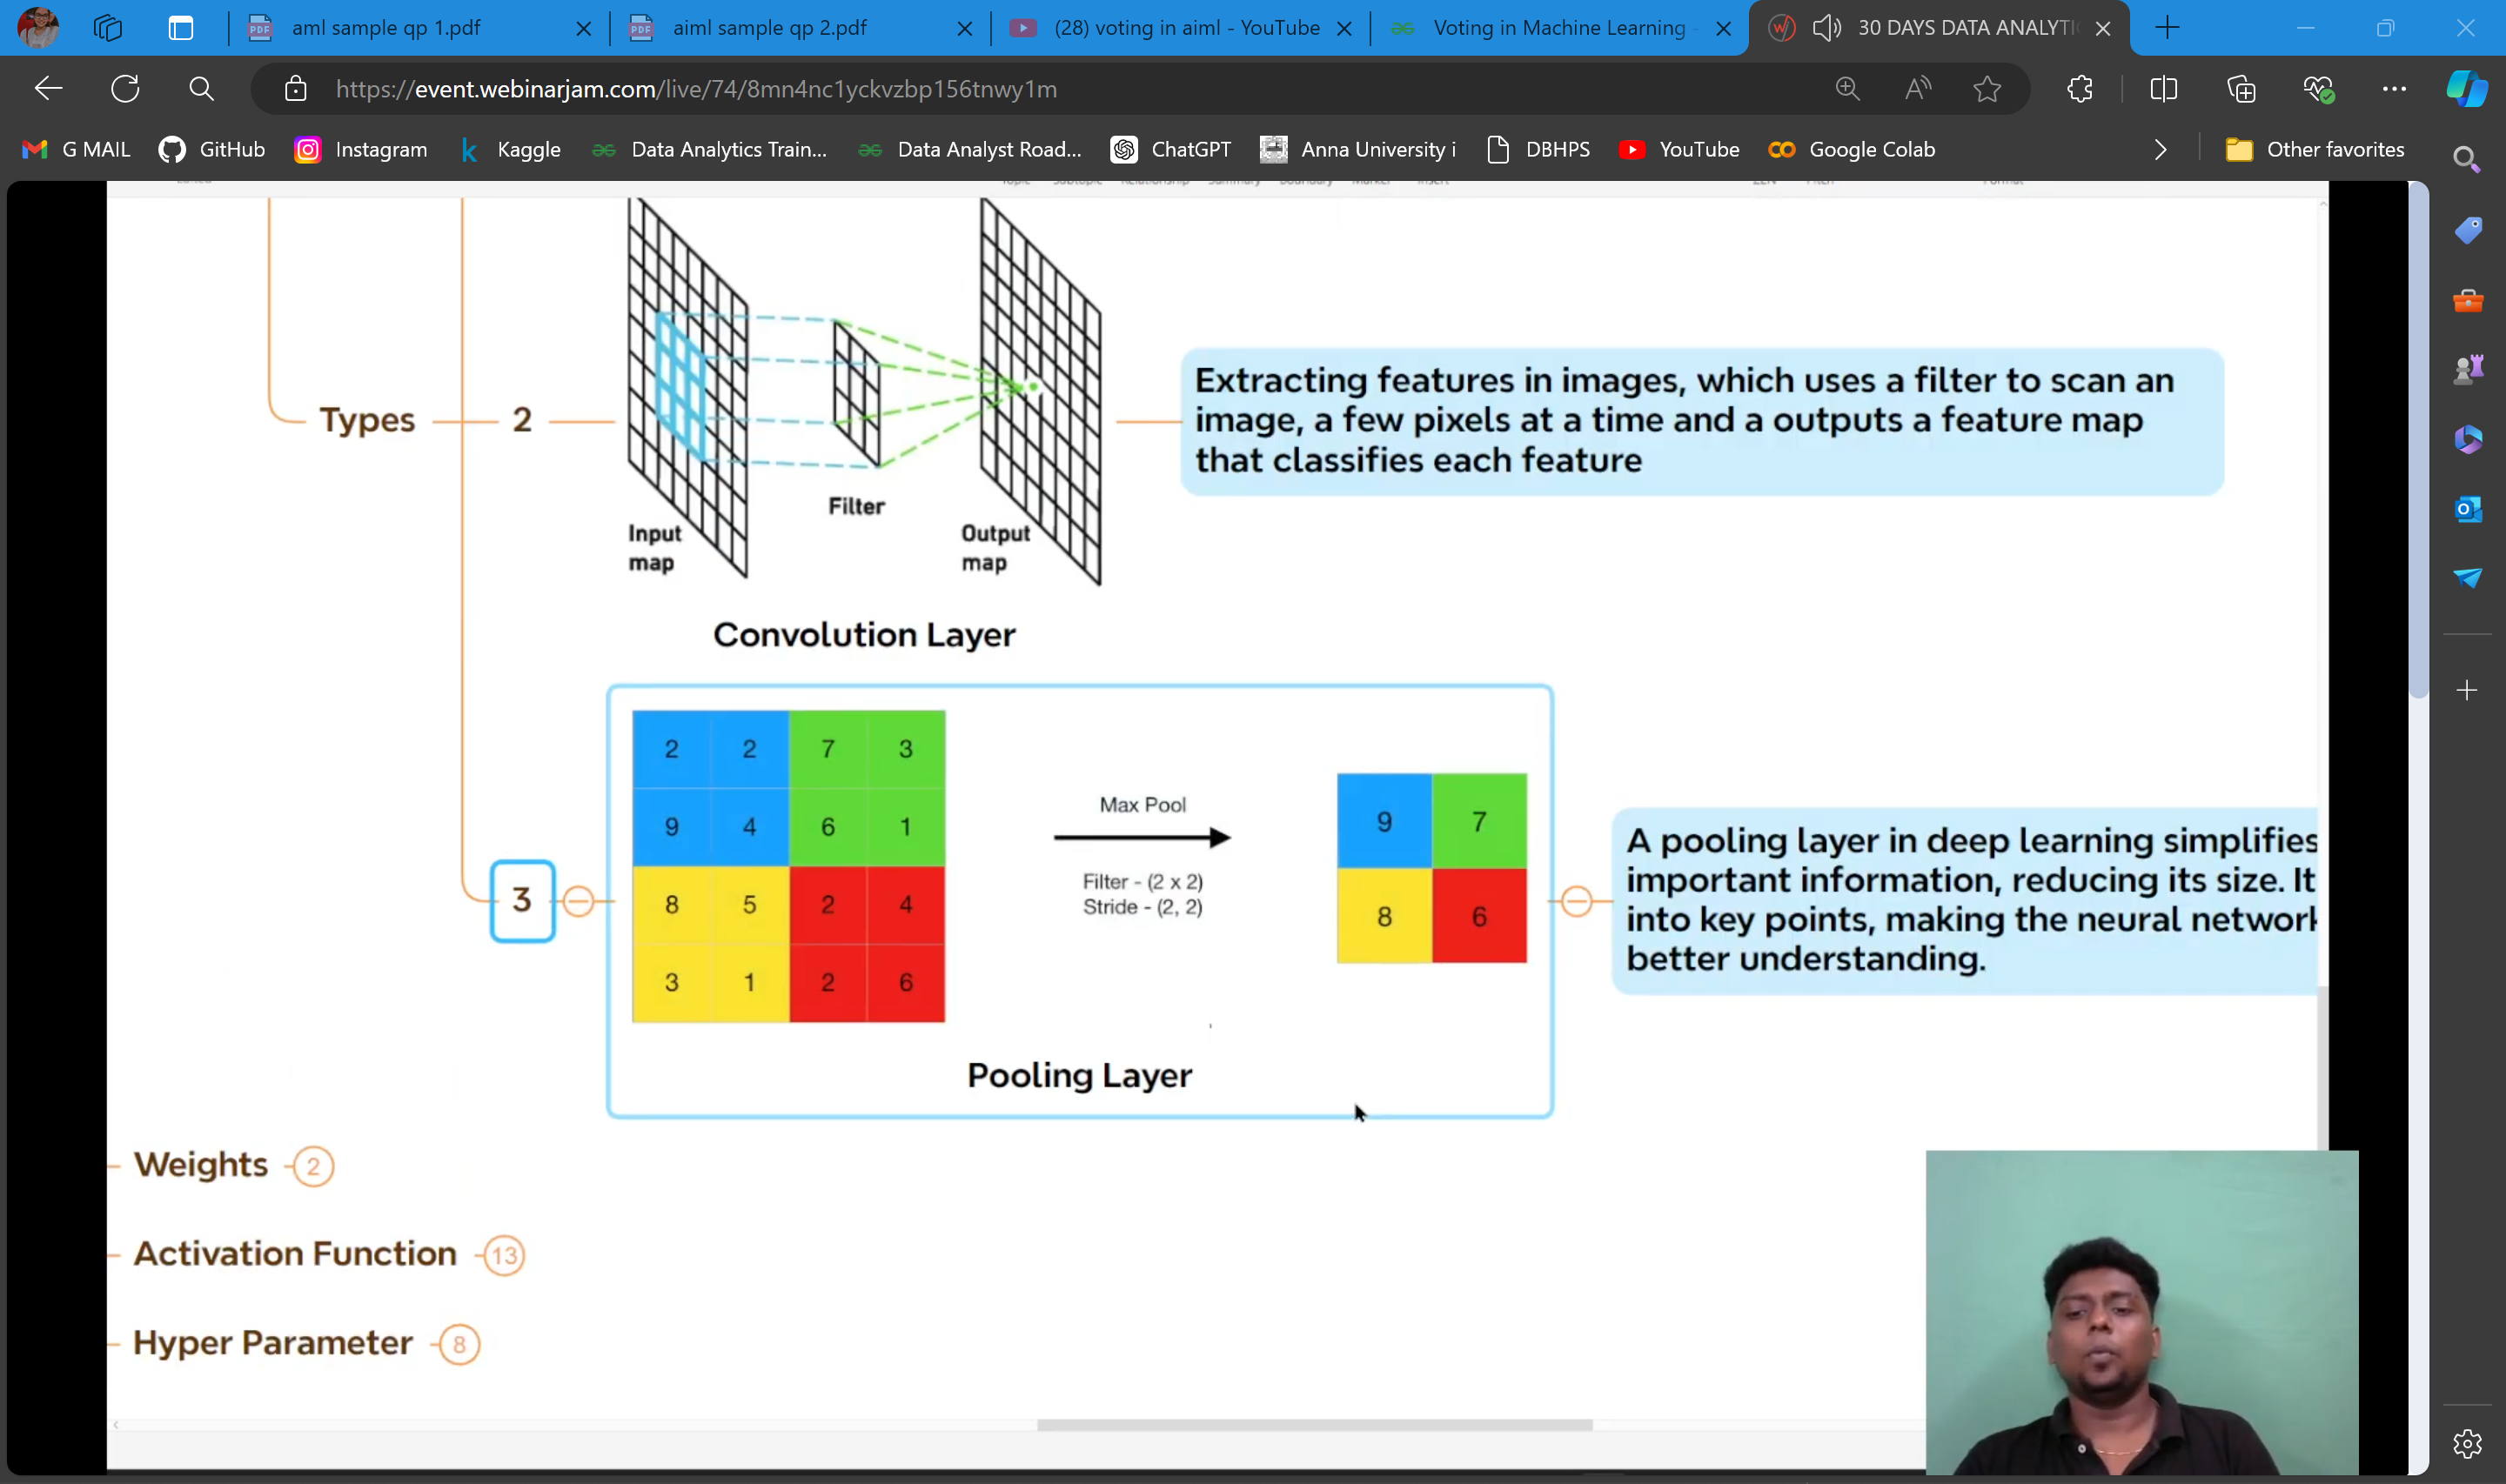 aml sample qp 1.pdf
aiml sample qp 2.pdf
(28) voting in aiml - YouTube
Voting in Machine Learning -
30 DAYS DATA ANALYTI
https://event.webinarjam.com/live/74/8mn4nc1yckvzbp156tnwy1m
G MAIL
GitHub
Instagram
Kaggle
Data Analytics Train...
Data Analyst Road...
ChatGPT
Anna University i
DBHPS
YouTube
Google Colab
Other favorites
Types
2
Input
map
Filter
Output
map
Convolution Layer
Extracting features in images, which uses a filter to scan an
image, a few pixels at a time and a outputs a feature map
that classifies each feature
3
2 2 7 3
9 4 6 1
8 5 2 4
3 1 2 6
Max Pool
Filter - (2 x 2)
Stride - (2, 2)
9 7
8 6
Pooling Layer
A pooling layer in deep learning simplifies
important information, reducing its size. It
into key points, making the neural network
better understanding.
Weights 2
Activation Function 13
Hyper Parameter 8